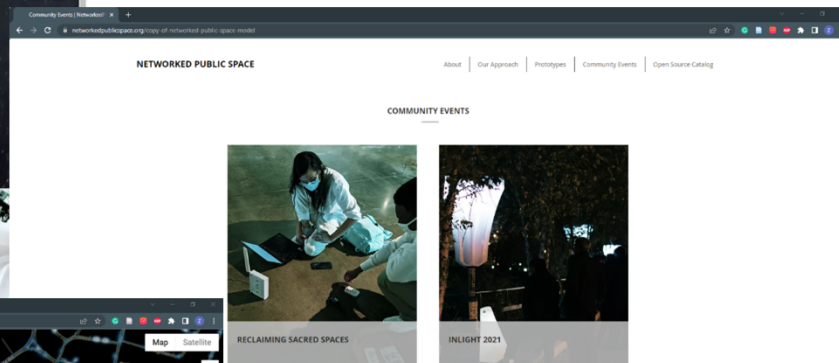 Community Events | Network
networkedpublicspace.org/copy-of-networked-public-space-model
NETWORKED PUBLIC SPACE
About
Our Approach
Prototypes
Community Events
Open Source Catalog
COMMUNITY EVENTS
RECLAIMING SACRED SPACES
INLIGHT 2021
Map
Satellite